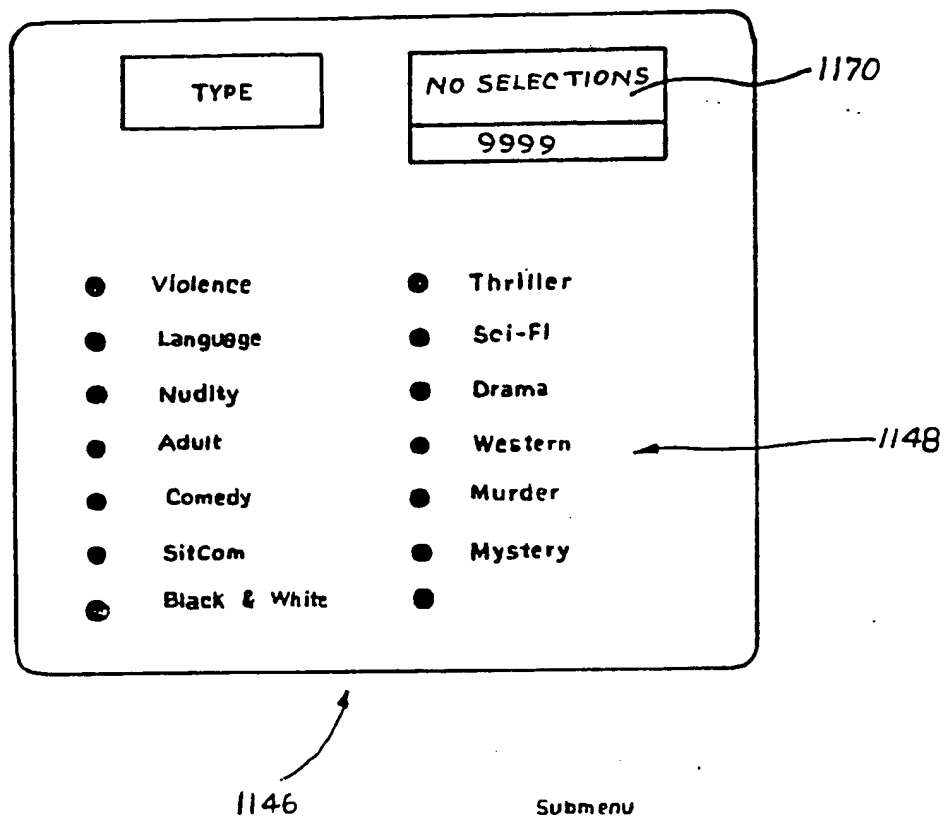 TYPE
NO SELECTIONS
9999
1170
Violence
Thriller
Language
Sci-Fi
Nudity
Drama
Adult
Western
1148
Comedy
Murder
SitCom
Mystery
Black & White
1146
Submenu